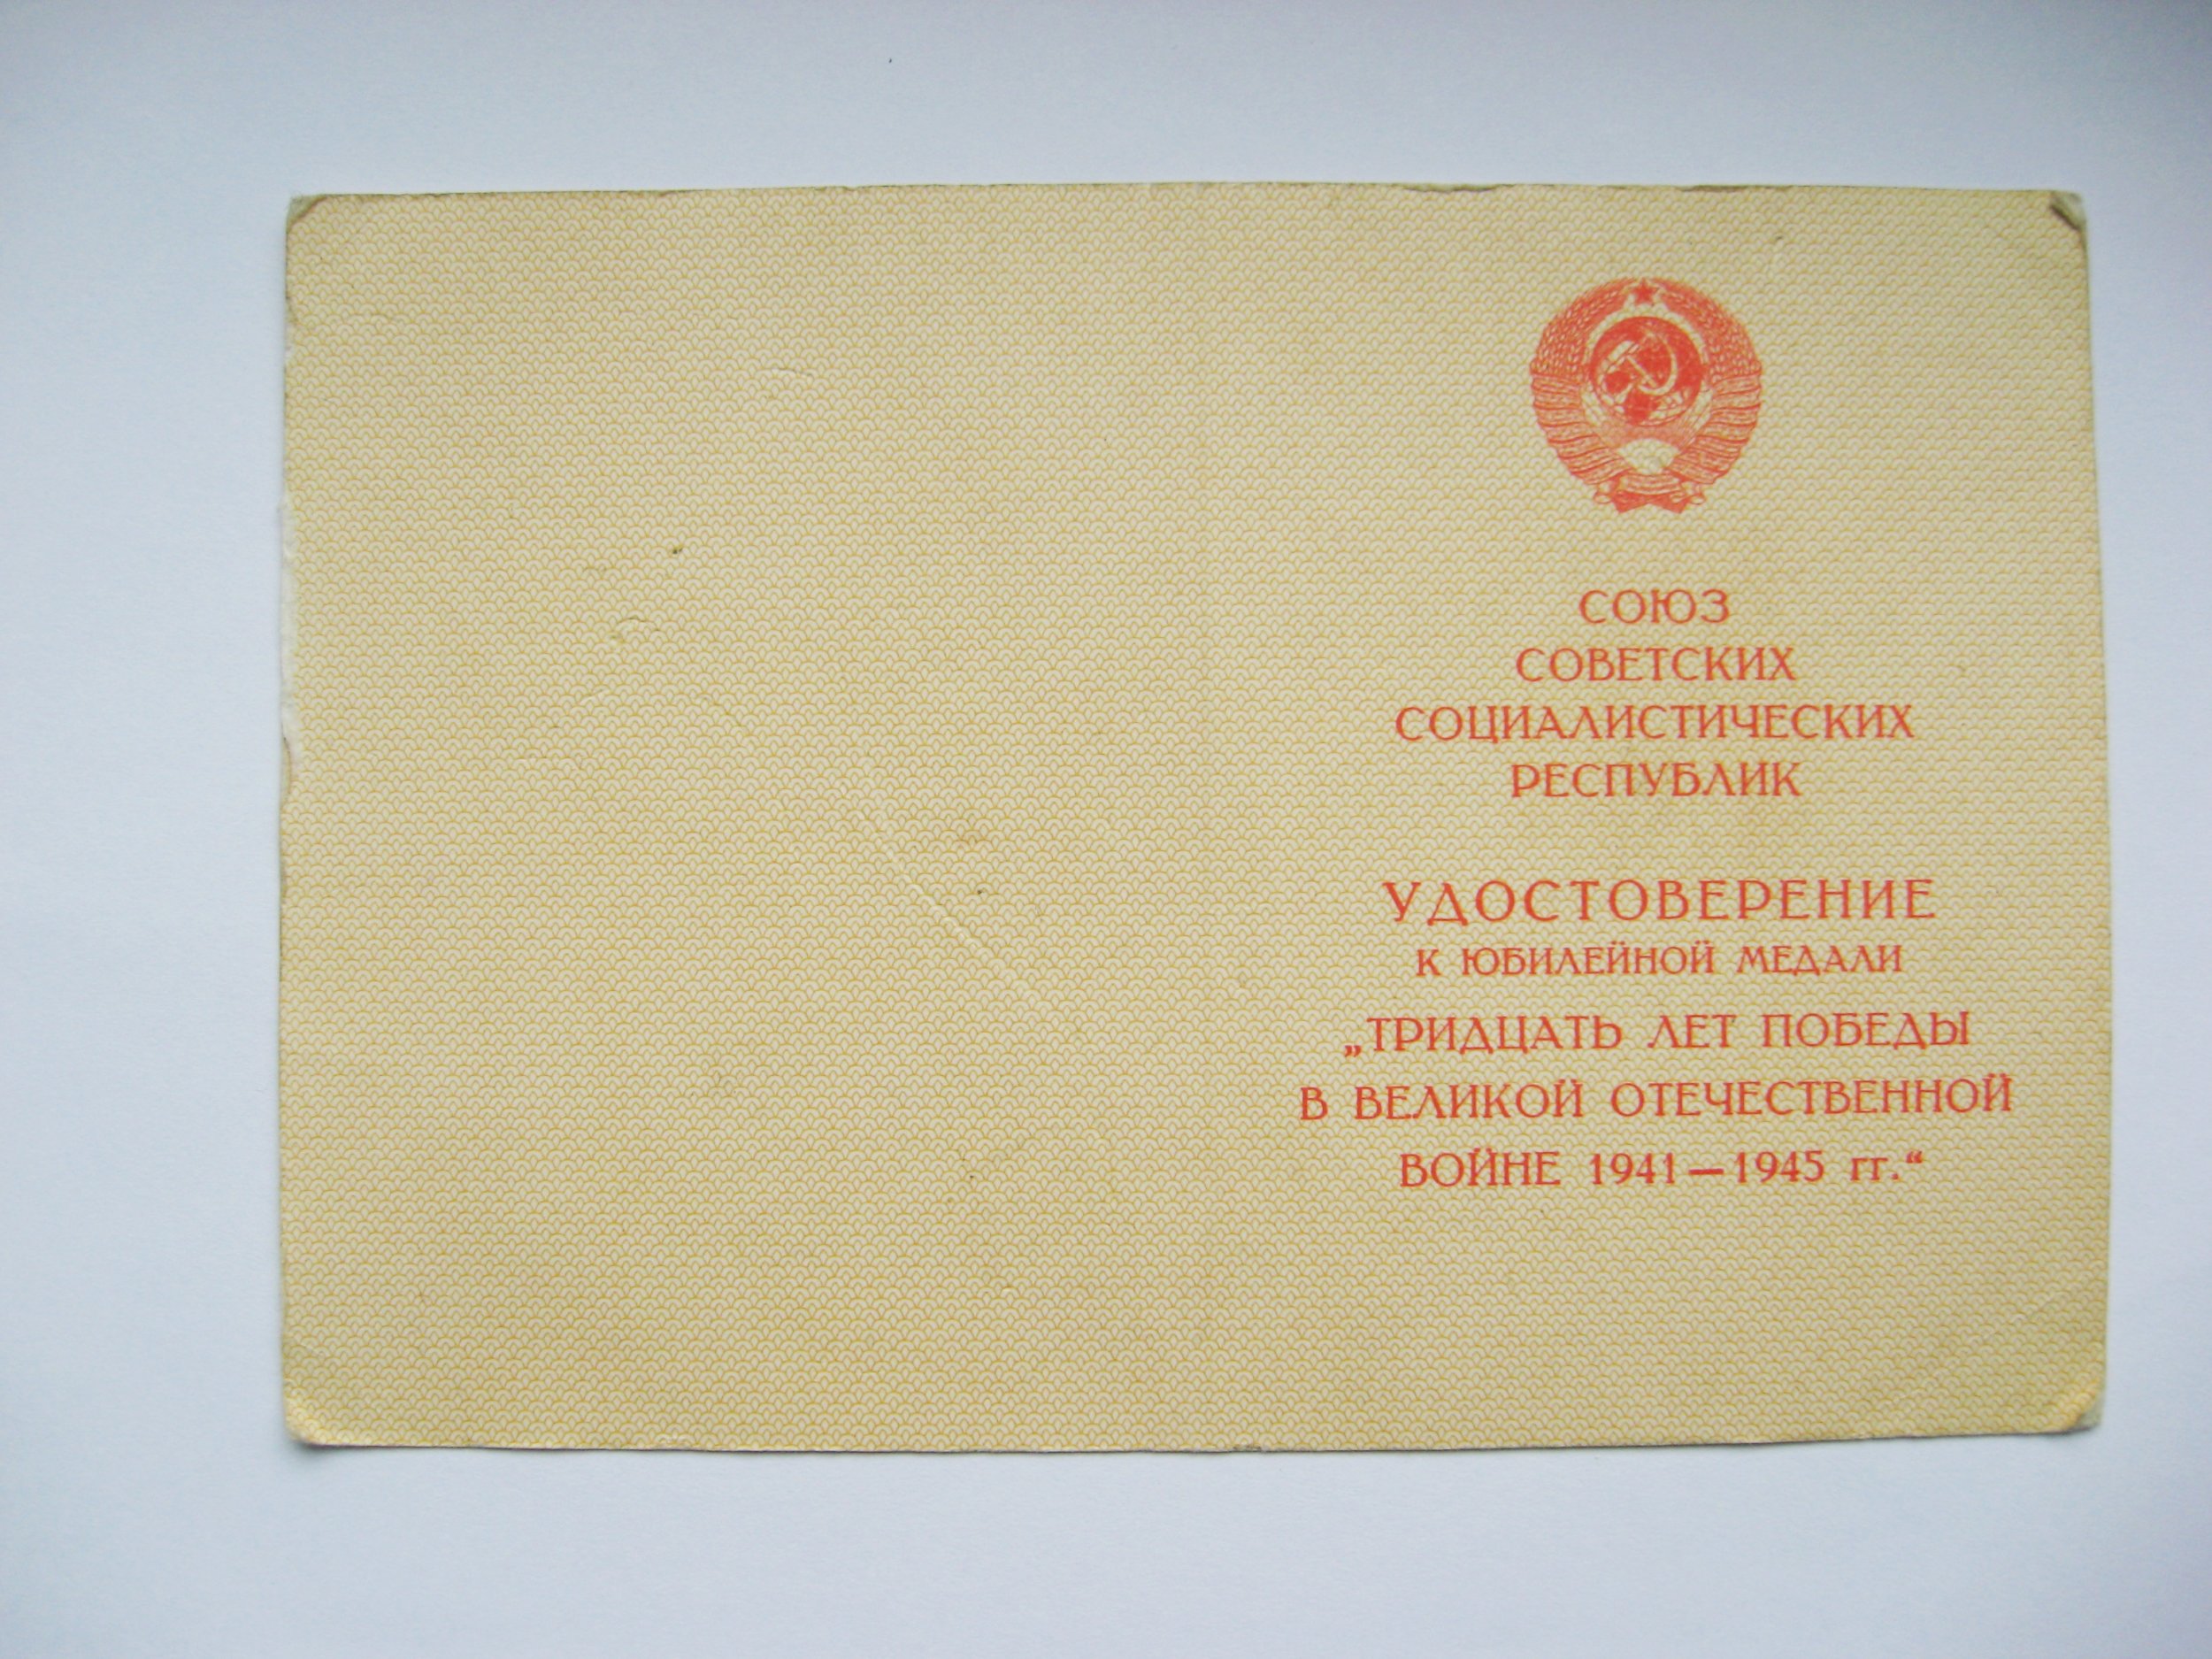 СОЮЗ
СОВЕТСКИХ
СОЦИАЛИСТИЧЕСКИХ
РЕСПУБЛИК
УДОСТОВЕРЕНИЕ
К ЮБИЛЕЙНОЙ МЕДАЛИ
„ТРИДЦАТЬ ЛЕТ ПОБЕДЫ
В ВЕЛИКОЙ ОТЕЧЕСТВЕННОЙ
ВОЙНЕ 1941—1945 гг.“